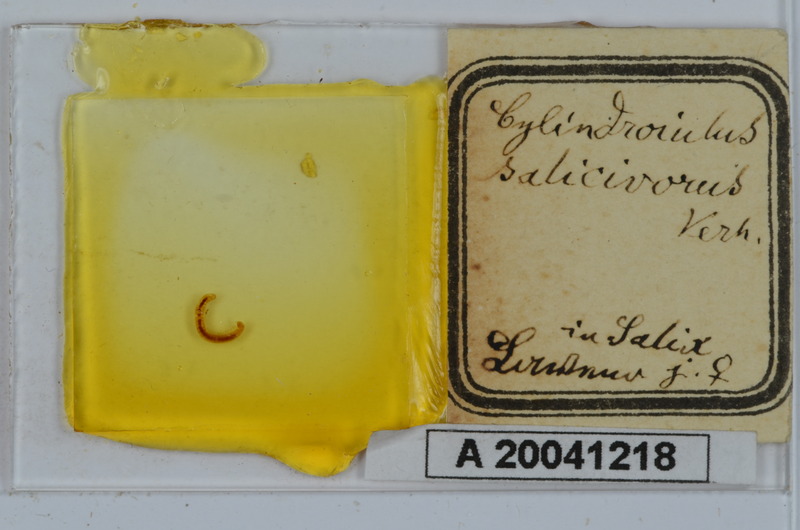 Cylindroiulus
salicivorus
Verh.
in Salix
j. ♀
A 20041218